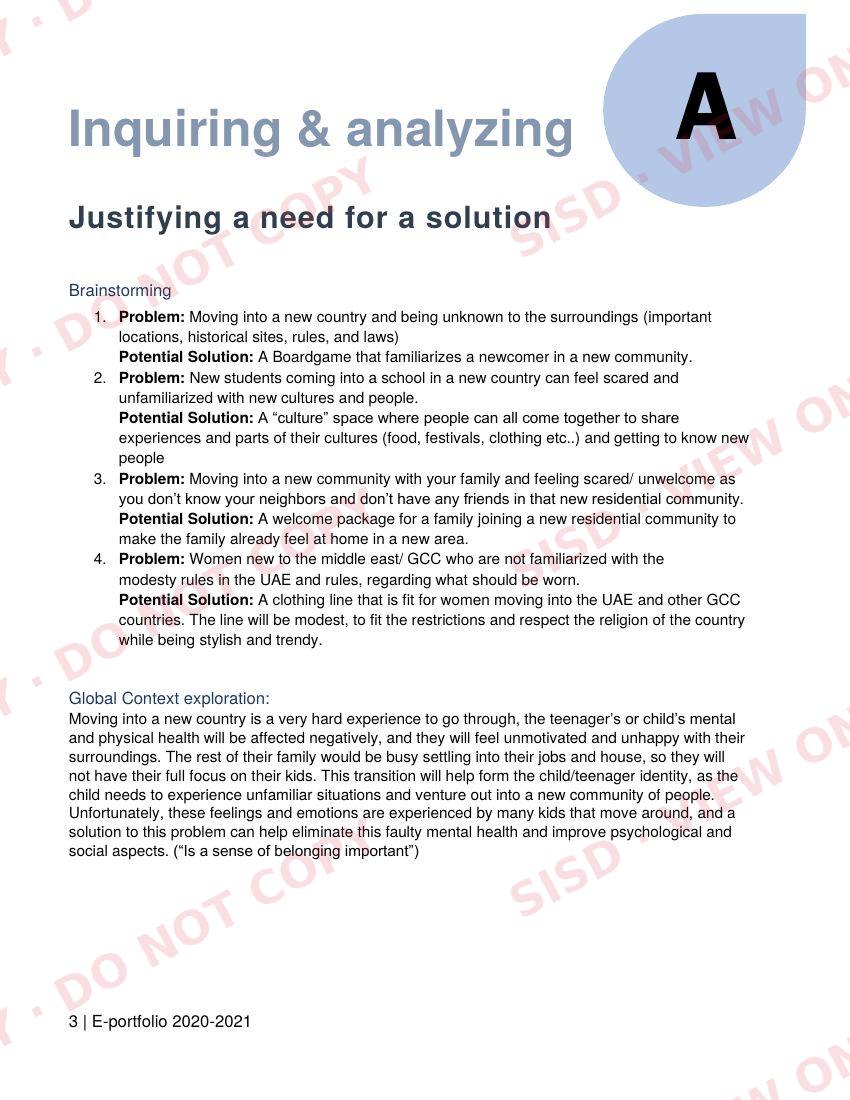 A
Inquiring & analyzing
Justifying a need for a solution
Brainstorming
1. Problem: Moving into a new country and being unknown to the surroundings (important
locations, historical sites, rules, and laws)
Potential Solution: A Boardgame that familiarizes a newcomer in a new community.
2. Problem: New students coming into a school in a new country can feel scared and
unfamiliarized with new cultures and people.
Potential Solution: A “culture” space where people can all come together to share
experiences and parts of their cultures (food, festivals, clothing etc..) and getting to know new
people
3. Problem: Moving into a new community with your family and feeling scared/ unwelcome as
you don’t know your neighbors and don’t have any friends in that new residential community.
Potential Solution: A welcome package for a family joining a new residential community to
make the family already feel at home in a new area.
4. Problem: Women new to the middle east/ GCC who are not familiarized with the
modesty rules in the UAE and rules, regarding what should be worn.
Potential Solution: A clothing line that is fit for women moving into the UAE and other GCC
countries. The line will be modest, to fit the restrictions and respect the religion of the country
while being stylish and trendy.
Global Context exploration:
Moving into a new country is a very hard experience to go through, the teenager’s or child’s mental
and physical health will be affected negatively, and they will feel unmotivated and unhappy with their
surroundings. The rest of their family would be busy settling into their jobs and house, so they will
not have their full focus on their kids. This transition will help form the child/teenager identity, as the
child needs to experience unfamiliar situations and venture out into a new community of people.
Unfortunately, these feelings and emotions are experienced by many kids that move around, and a
solution to this problem can help eliminate this faulty mental health and improve psychological and
social aspects. (“Is a sense of belonging important”)
3 | E-portfolio 2020-2021
Y · DO NOT COPY
SISD · VIEW ON
Y · DO NOT COPY
SISD · VIEW ON
Y · DO NOT COPY
SISD · VIEW ON